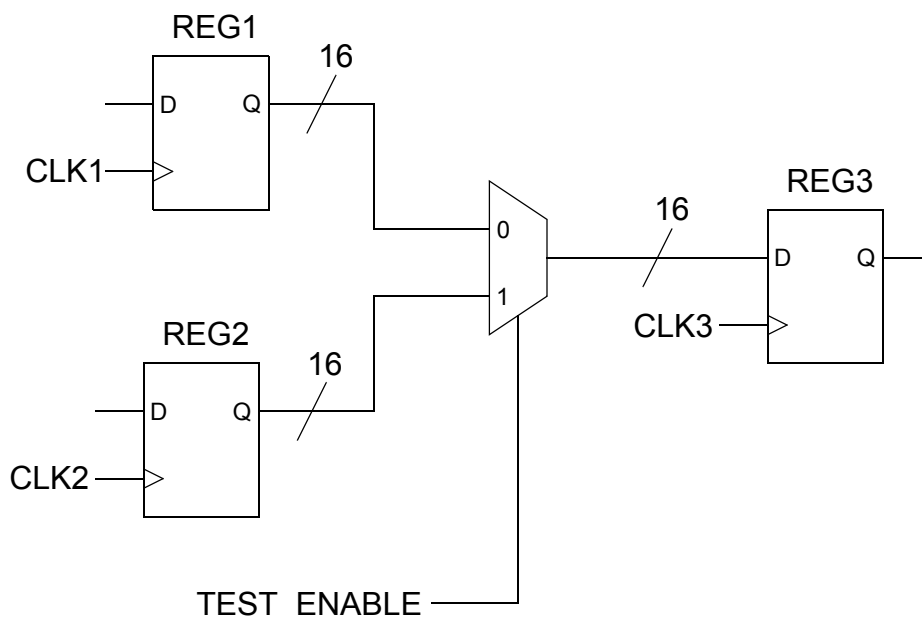 REG1
16
D
Q
CLK1
0
REG3
16
D
Q
1
CLK3
REG2
16
D
Q
CLK2
TEST ENABLE